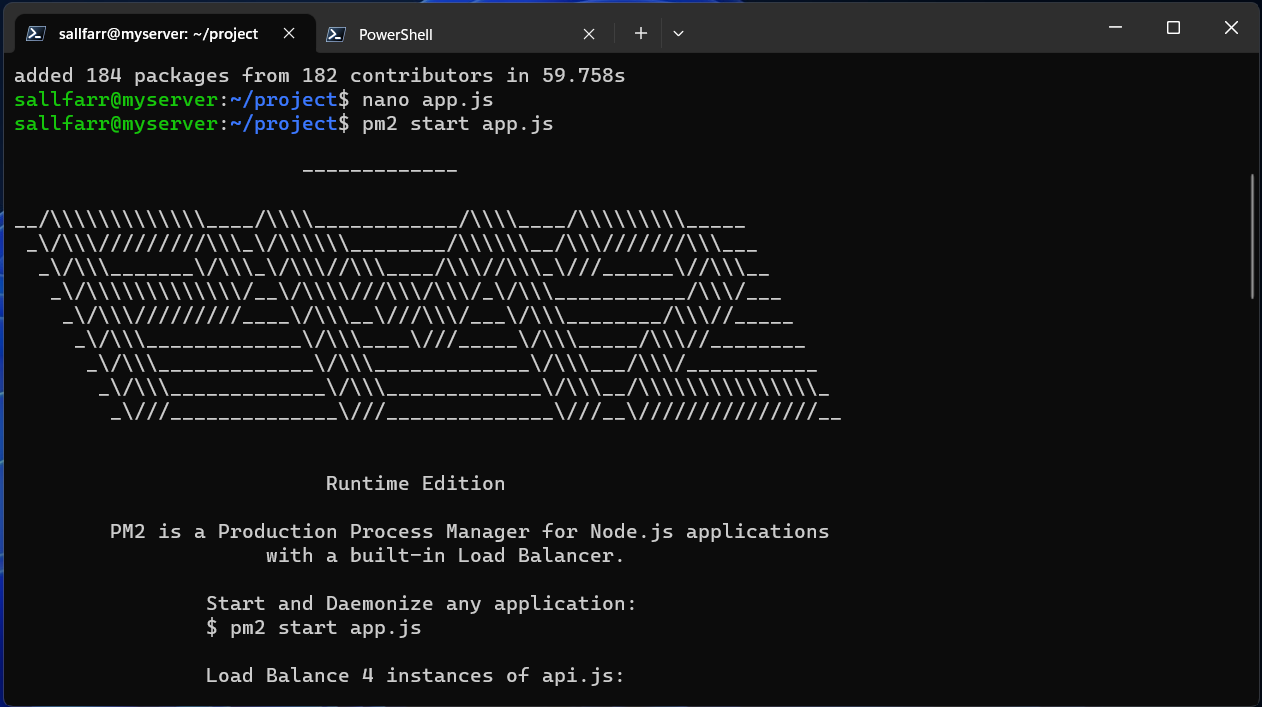 sallfarr@myserver: ~/project
PowerShell
added 184 packages from 182 contributors in 59.758s
sallfarr@myserver:~/project$ nano app.js
sallfarr@myserver:~/project$ pm2 start app.js
                        -------------
__/\\\\\\\\\\\\\____/\\\\____________/\\\\____/\\\\\\\\\_____
 _\/\\\/////////\\\_\/\\\\\\________/\\\\\\__/\\\///////\\\___
  _\/\\\_______\/\\\_\/\\\//\\\____/\\\//\\\_\///______\//\\\__
   _\/\\\\\\\\\\\\\/__\/\\\\///\\\/\\\/_\/\\\___________/\\\/___
    _\/\\\/////////____\/\\\__\///\\\/___\/\\\________/\\\//_____
     _\/\\\_____________\/\\\____\///_____\/\\\_____/\\\//________
      _\/\\\_____________\/\\\_____________\/\\\___/\\\/___________
       _\/\\\_____________\/\\\_____________\/\\\__/\\\\\\\\\\\\\\\_
        _\///______________\///______________\///__\///////////////__
Runtime Edition
PM2 is a Production Process Manager for Node.js applications
with a built-in Load Balancer.
Start and Daemonize any application:
$ pm2 start app.js
Load Balance 4 instances of api.js: